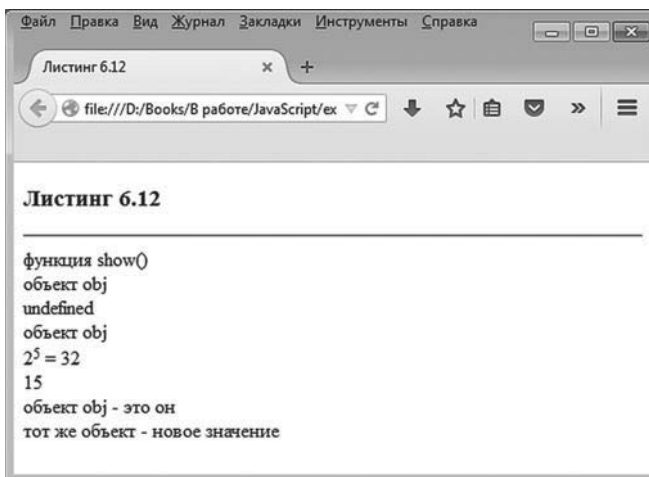 Файл Правка Вид Журнал Закладки Инструменты Справка
Листинг 6.12
file:///D:/Books/В работе/JavaScript/ex
Листинг 6.12
функция show()
объект obj
undefined
объект obj
2⁵ = 32
15
объект obj - это он
тот же объект - новое значение